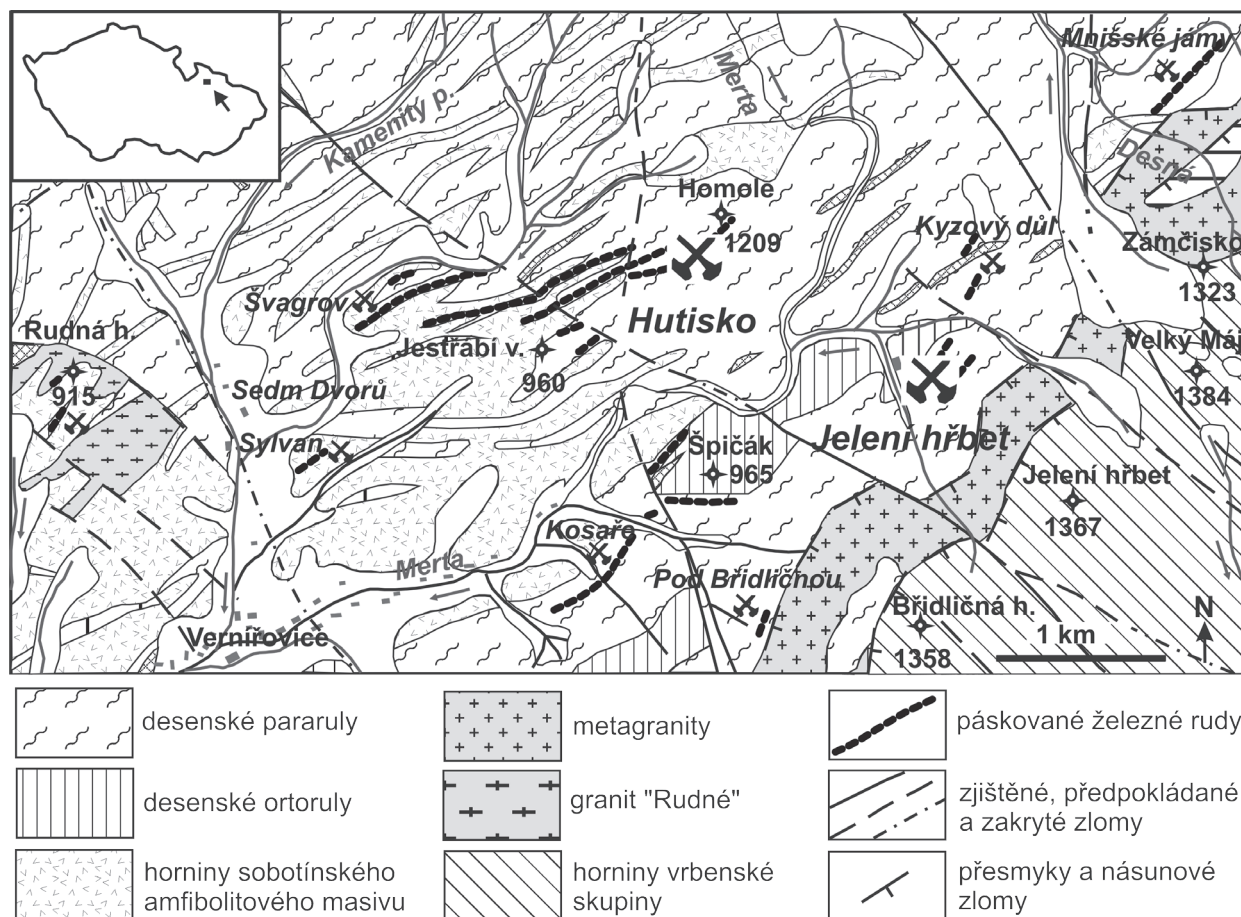 Mnišské jámy
Merta
Kamenitý p.
Desná
Homole
1209
Kyzový důl
Zámčisko
1323
Švagrov
Hutisko
Rudná h.
915
Jestřábí v.
960
Velký Máj
1384
Sedm Dvorů
Sylvan
Špičák
965
Jelení hřbet
Jelení hřbet
1367
Kosaře
Merta
Pod Břidličnou
Břidličná h.
1358
1 km
N
Verniřovice
desenské pararuly
metagranity
páskované železné rudy
desenské ortoruly
granit "Rudné"
zjištěné, předpokládané
a zakryté zlomy
horniny sobotínského
amfibolitového masivu
horniny vrbenské
skupiny
přesmyky a násunové
zlomy